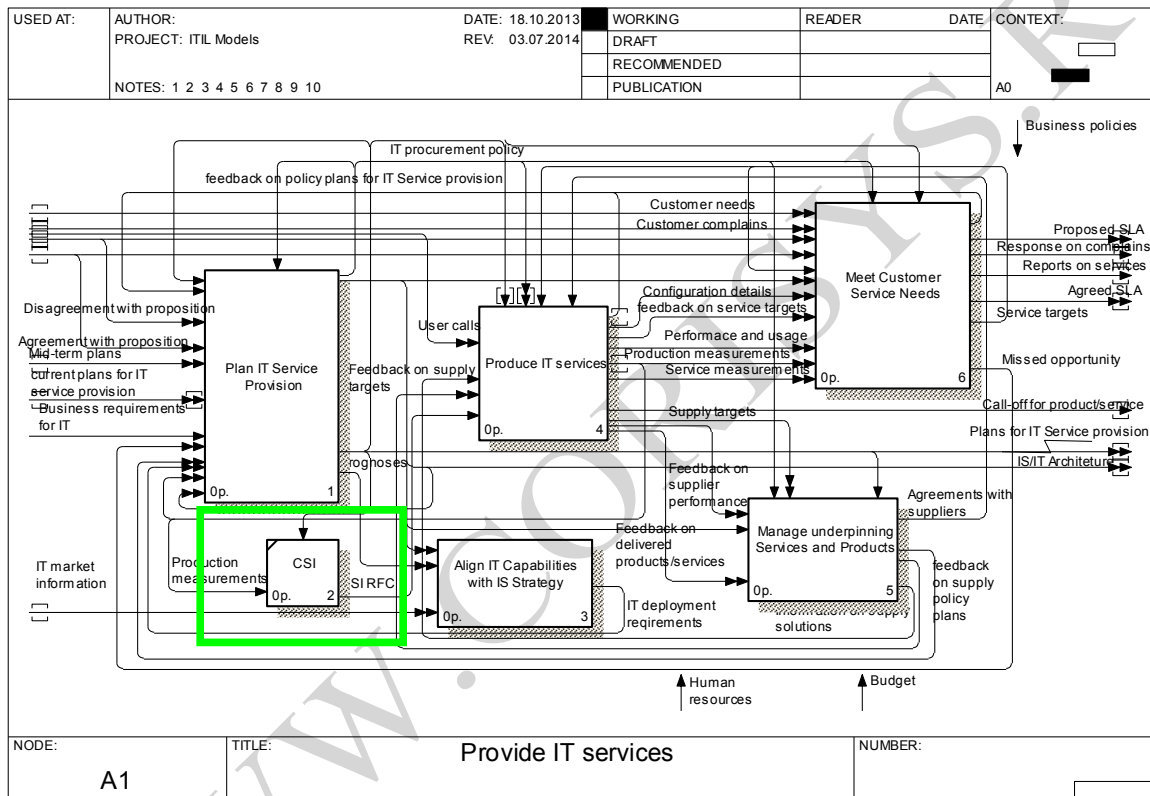 USED AT:
AUTHOR:
DATE: 18.10.2013
WORKING
READER
DATE
CONTEXT:
PROJECT: ITIL Models
REV: 03.07.2014
DRAFT
RECOMMENDED
NOTES: 1 2 3 4 5 6 7 8 9 10
PUBLICATION
A0
Business policies
IT procurement policy
feedback on policy plans for IT Service provision
Customer needs
Customer complains
Proposed SLA
Response on complains
Reports on services
Agreed SLA
Service targets
Meet Customer
Service Needs
0p.
6
Configuration details
feedback on service targets
Disagreement with proposition
User calls
Performace and usage
Agreement with proposition
Mid-term plans
Production measurements
Service measurements
Missed opportunity
Plan IT Service
Provision
0p.
1
Produce IT services
0p.
4
Feedback on supply
targets
Current plans for IT
service provision
Business requirements
for IT
Supply targets
Call-off for product/service
Plans for IT Service provision
IS/IT Architeture
rognoses
Feedback on
supplier
performance
Agreements with
suppliers
Manage underpinning
Services and Products
0p.
5
Feedback on
delivered
products/services
IT market
information
Production
measurements
CSI
0p.
2
SI RFC
Align IT Capabilities
with IS Strategy
0p.
3
feedback
on supply
policy
plans
IT deployment
reqirements
information on supply
solutions
Human
resources
Budget
NODE:
TITLE:
Provide IT services
NUMBER:
A1
WW.CORISYS.R